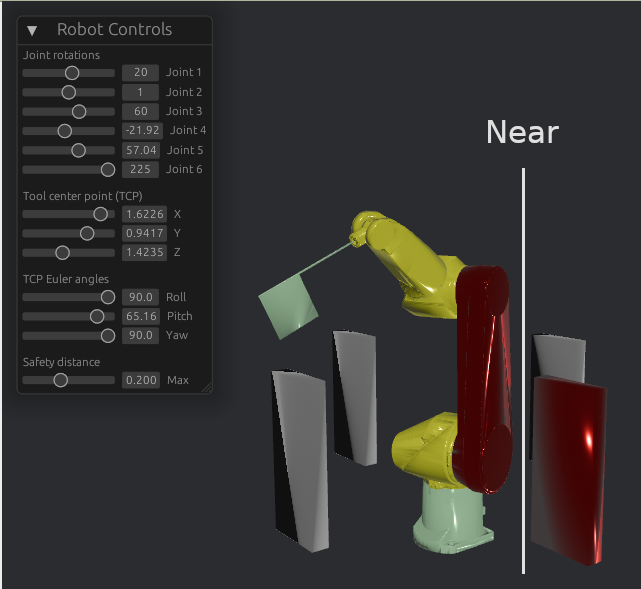 ▼ Robot Controls
Joint rotations
20 Joint 1
1 Joint 2
60 Joint 3
-21.92 Joint 4
57.04 Joint 5
225 Joint 6
Tool center point (TCP)
1.6226 X
0.9417 Y
1.4235 Z
TCP Euler angles
90.0 Roll
65.16 Pitch
90.0 Yaw
Safety distance
0.200 Max
Near